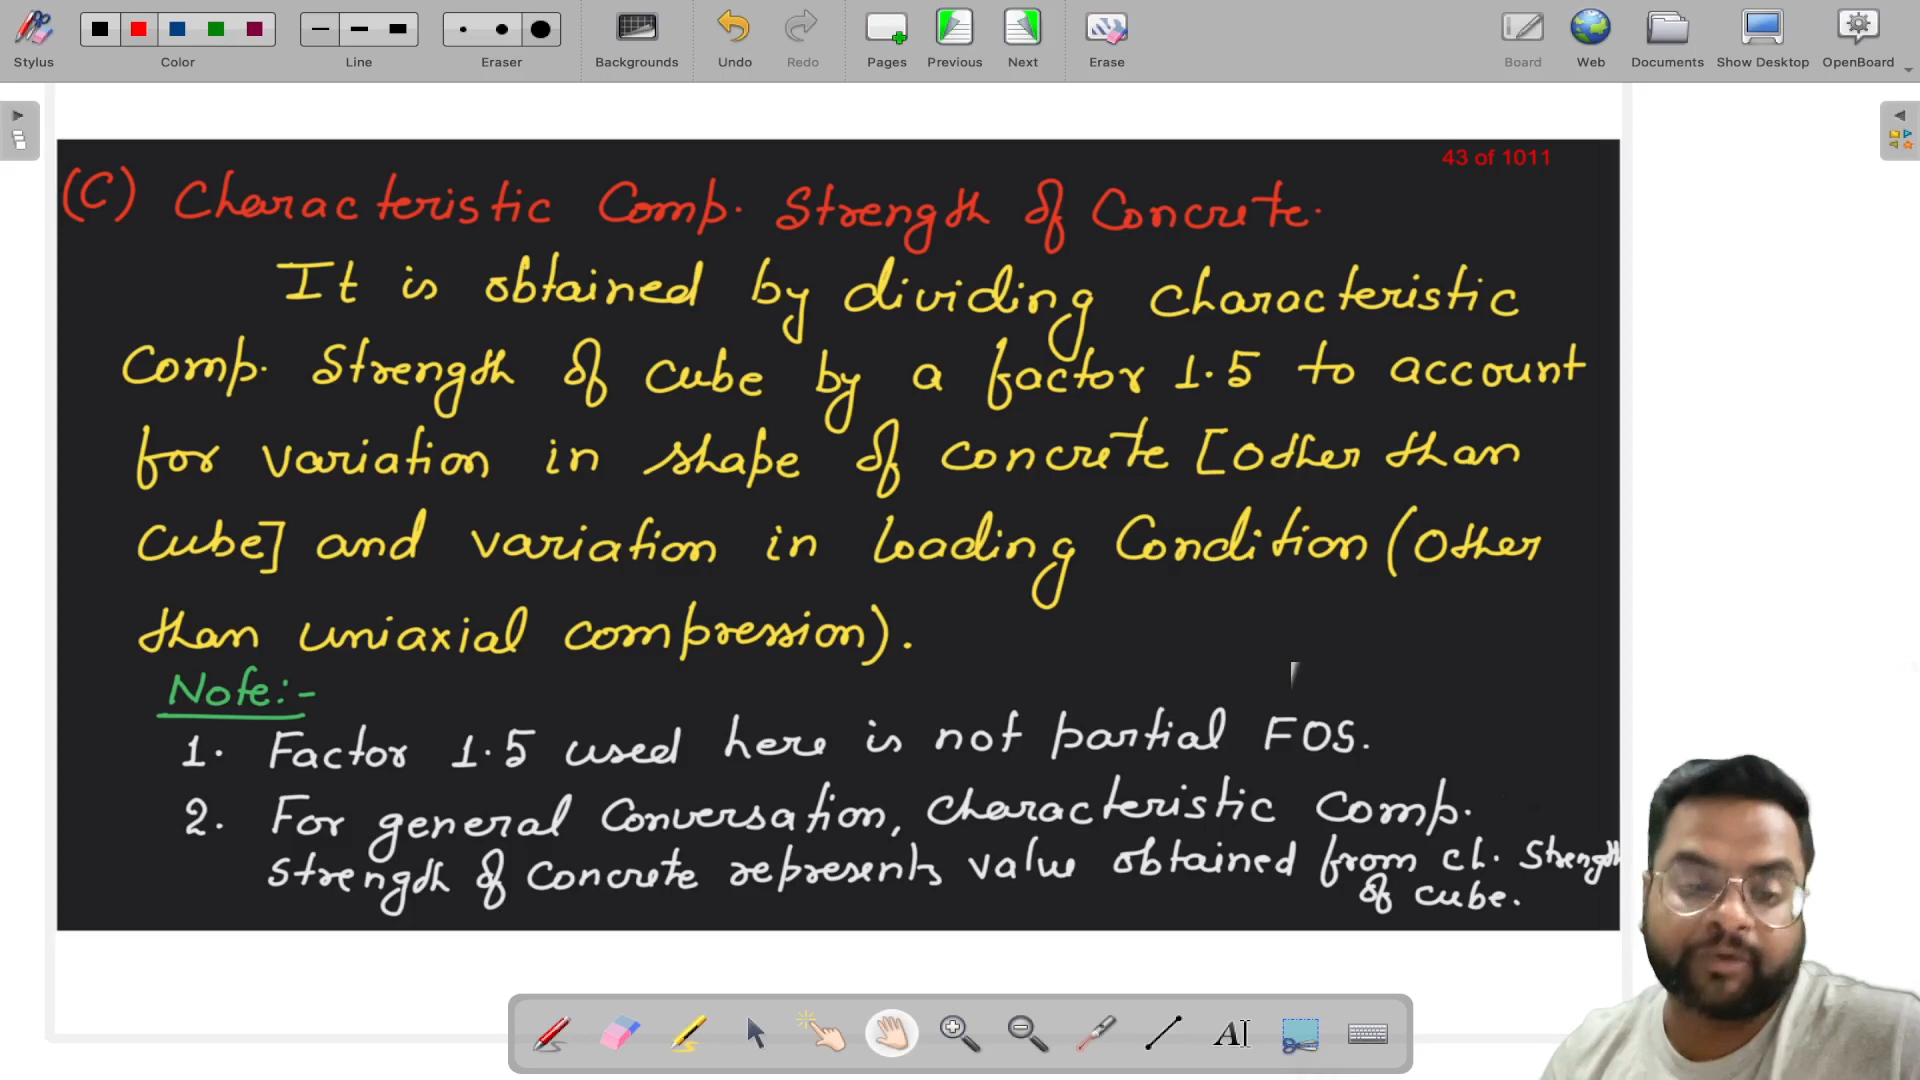 Stylus
Color
Line
Eraser
Backgrounds
Undo
Redo
Pages
Previous
Next
Erase
Board
Web
Documents
Show Desktop
OpenBoard
43 of 1011
(C) Characteristic Comp. Strength of Concrete.
It is obtained by dividing characteristic
Comp. Strength of cube by a factor 1.5 to account
for variation in shape of concrete [Other than
Cube] and variation in Loading Condition (Other
than uniaxial compression).
Note:-
1. Factor 1.5 used here is not partial FOS.
2. For general Conversation, Characteristic Comp.
Strength of Concrete represents value obtained from ch. Strength
of cube.